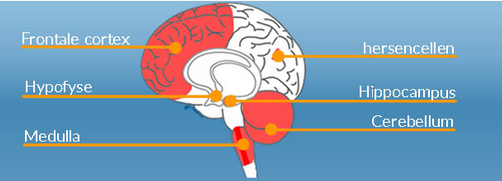 Frontale cortex
hersencellen
Hypofyse
Hippocampus
Cerebellum
Medulla